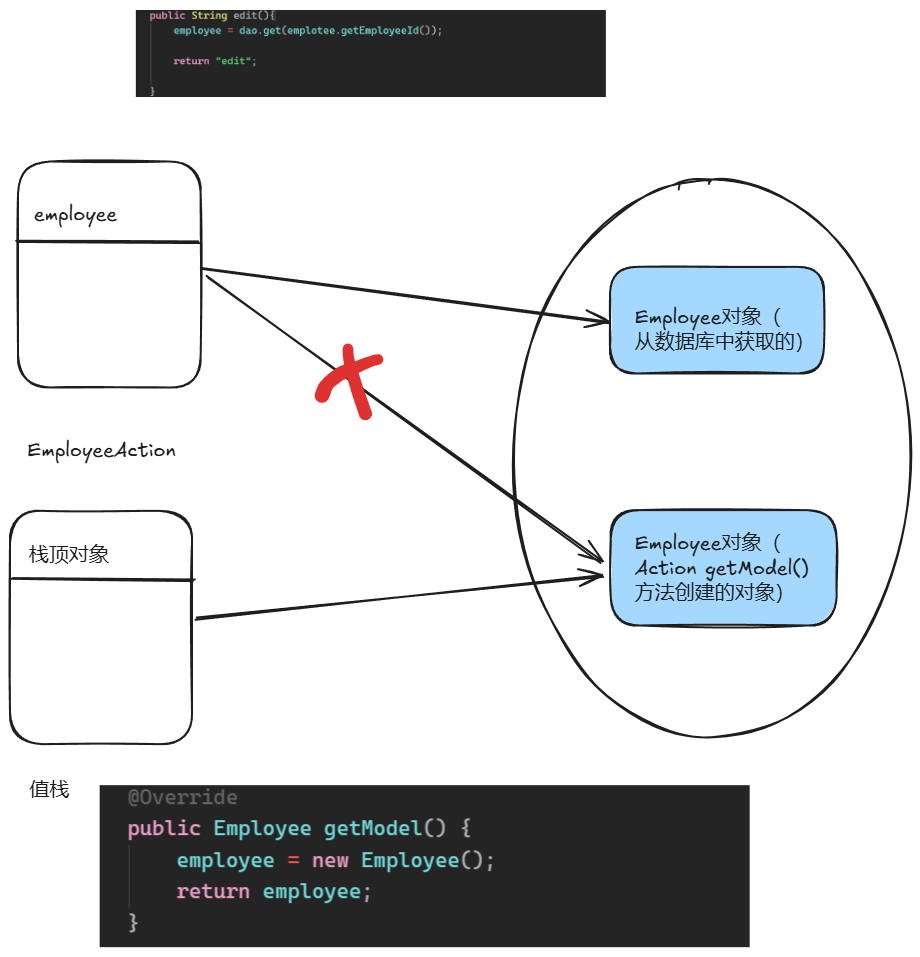 public String edit(){
employee = dao.get(emplotee.getEmployeeId());
return "edit";
}
employee
Employee对象（
从数据库中获取的）
EmployeeAction
栈顶对象
Employee对象（
Action getModel()
方法创建的对象）
值栈
@Override
public Employee getModel() {
employee = new Employee();
return employee;
}